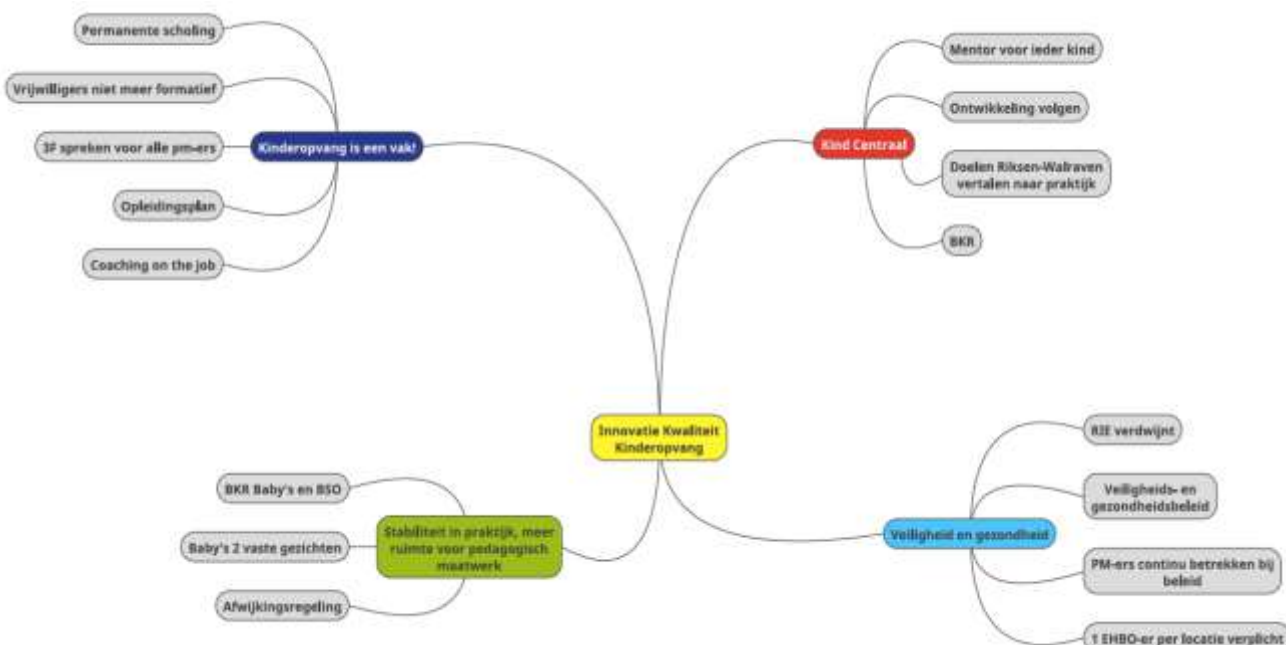 Innovatie Kwaliteit
Kinderopvang
Kinderopvang is een vak!
Permanente scholing
Vrijwilligers niet meer formatief
3F spreken voor alle pm-ers
Opleidingsplan
Coaching on the job
Kind Centraal
Mentor voor ieder kind
Ontwikkeling volgen
Doelen Riksen-Walraven
vertalen naar praktijk
BKR
Stabiliteit in praktijk, meer
ruimte voor pedagogisch
maatwerk
BKR Baby's en BSO
Baby's 2 vaste gezichten
Afwijkingsregeling
Veiligheid en gezondheid
RIE verdwijnt
Veiligheids- en
gezondheidsbeleid
PM-ers continu betrekken bij
beleid
1 EHBO-er per locatie verplicht